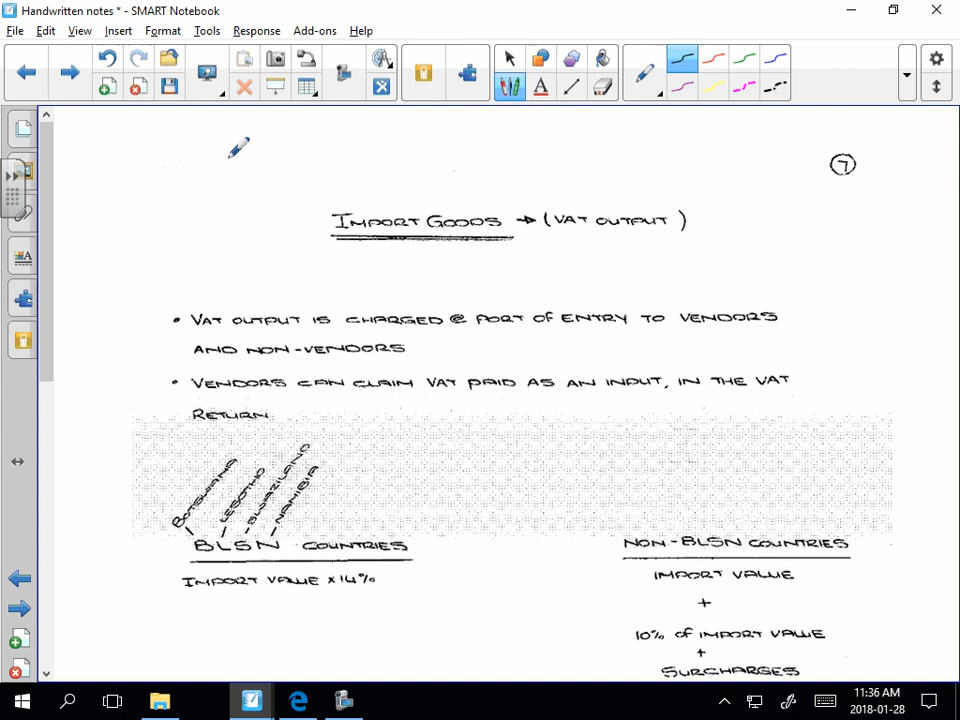 Handwritten notes * - SMART Notebook
File Edit View Insert Format Tools Response Add-ons Help
7
IMPORT GOODS → (VAT OUTPUT)
• VAT OUTPUT IS CHARGED @ PORT OF ENTRY TO VENDORS
AND NON-VENDORS
• VENDORS CAN CLAIM VAT PAID AS AN INPUT, IN THE VAT
RETURN
BOTSWANA
LESOTHO
SWAZILAND
NAMIBIA
BLSN COUNTRIES
IMPORT VALUE x 14%
NON-BLSN COUNTRIES
IMPORT VALUE
+
10% OF IMPORT VALUE
+
SURCHARGES
11:36 AM
2018-01-28